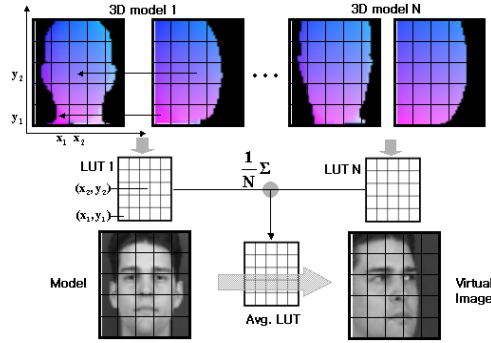 3D model 1
3D model N
y2
y1
x1 x2
...
LUT 1
1/N Σ
LUT N
(x2,y2)
(x1,y1)
Model
Avg. LUT
Virtual
Image